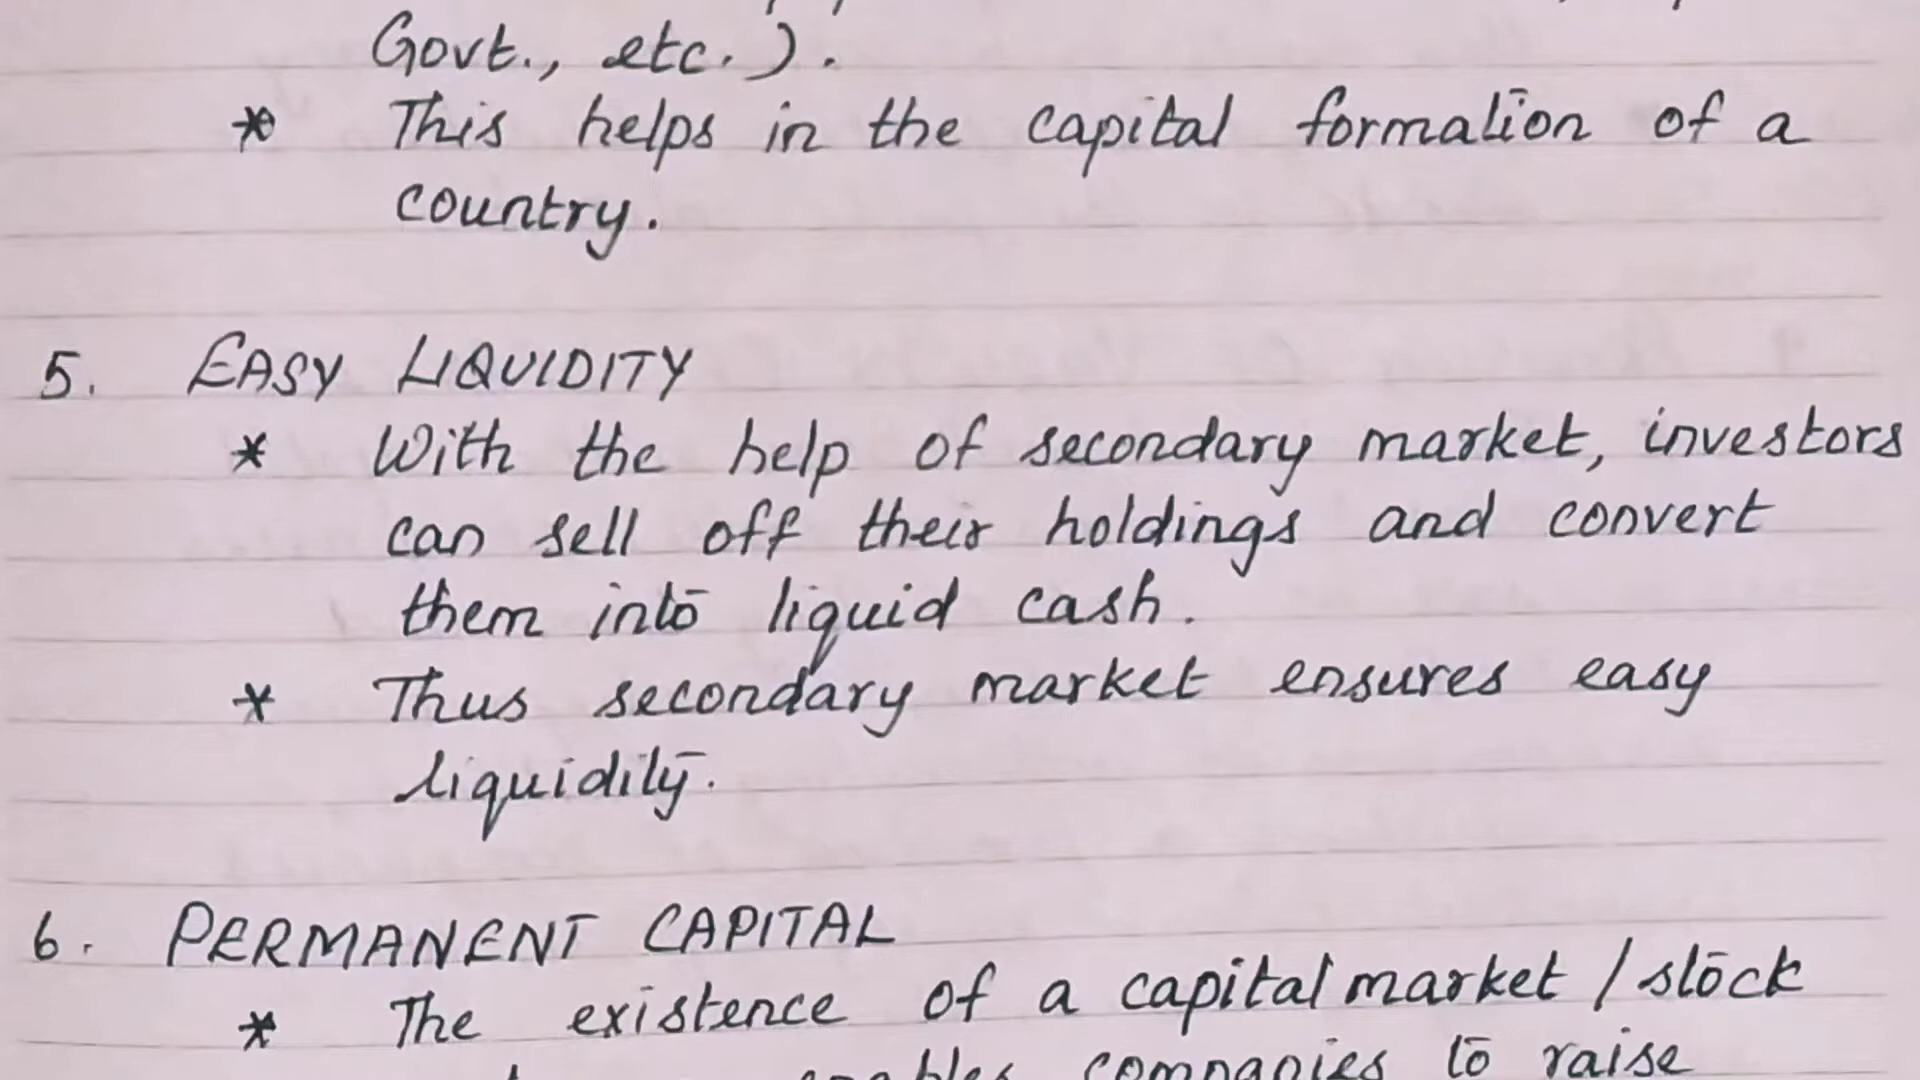 Govt., etc.).
* This helps in the capital formation of a
country.
5. EASY LIQUIDITY
* With the help of secondary market, investors
can sell off their holdings and convert
them into liquid cash.
* Thus secondary market ensures easy
liquidity.
6. PERMANENT CAPITAL
* The existence of a capital market / stock
enables companies to raise